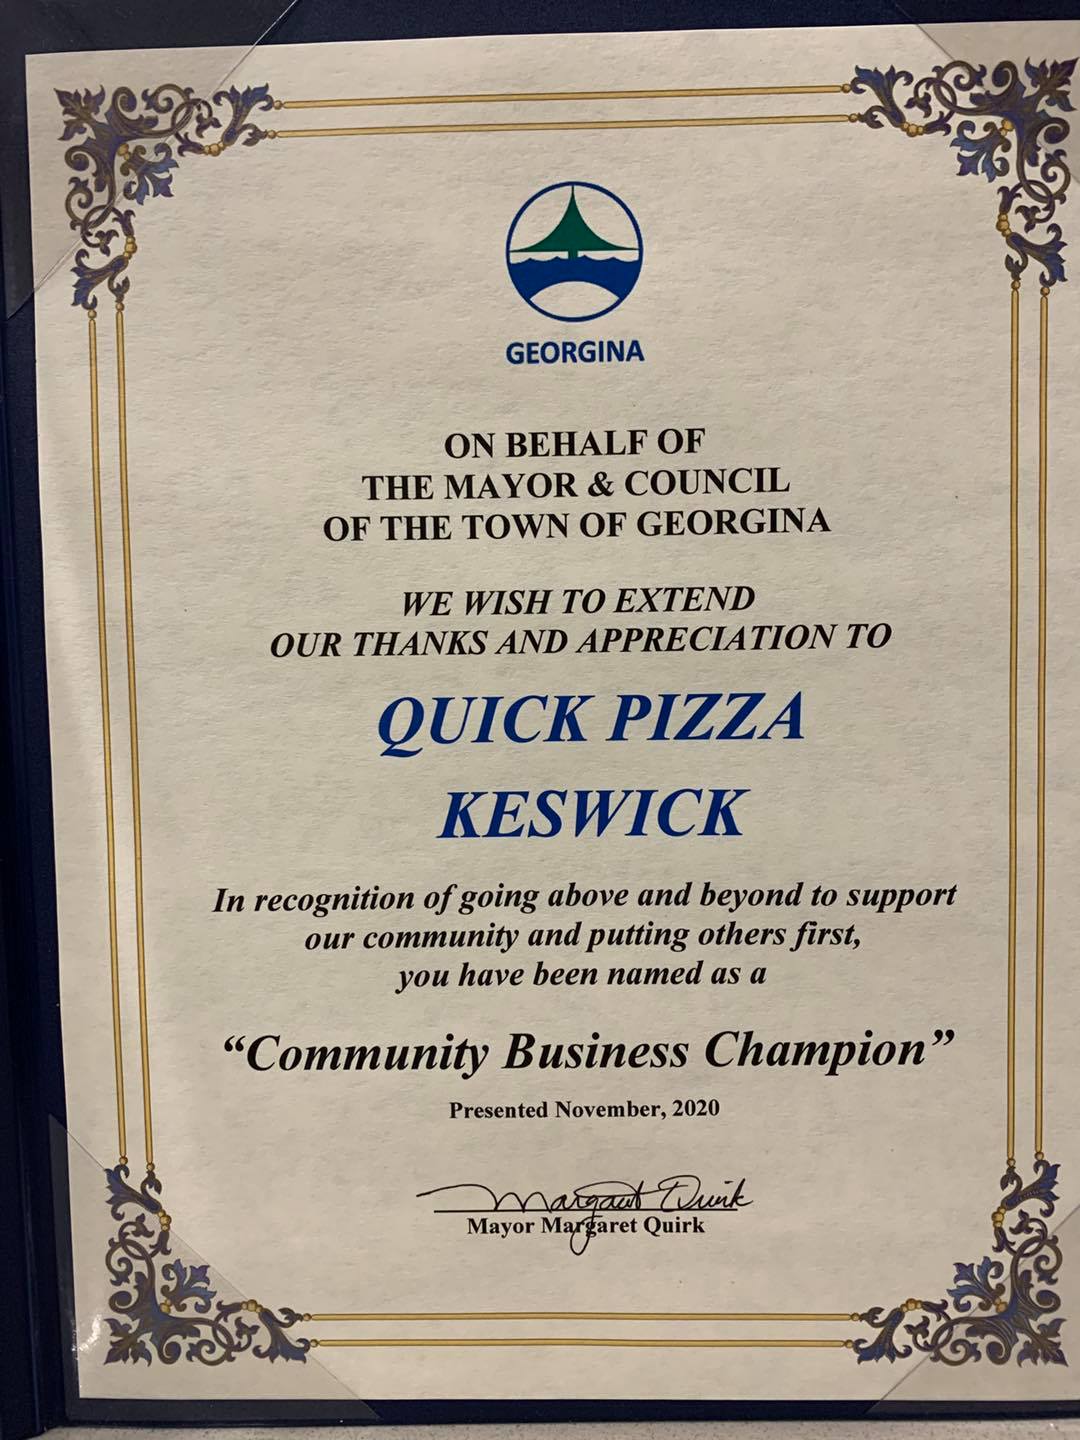 GEORGINA
ON BEHALF OF
THE MAYOR & COUNCIL
OF THE TOWN OF GEORGINA
WE WISH TO EXTEND
OUR THANKS AND APPRECIATION TO
QUICK PIZZA
KESWICK
In recognition of going above and beyond to support
our community and putting others first,
you have been named as a
“Community Business Champion”
Presented November, 2020
Margaret Quirk
Mayor Margaret Quirk